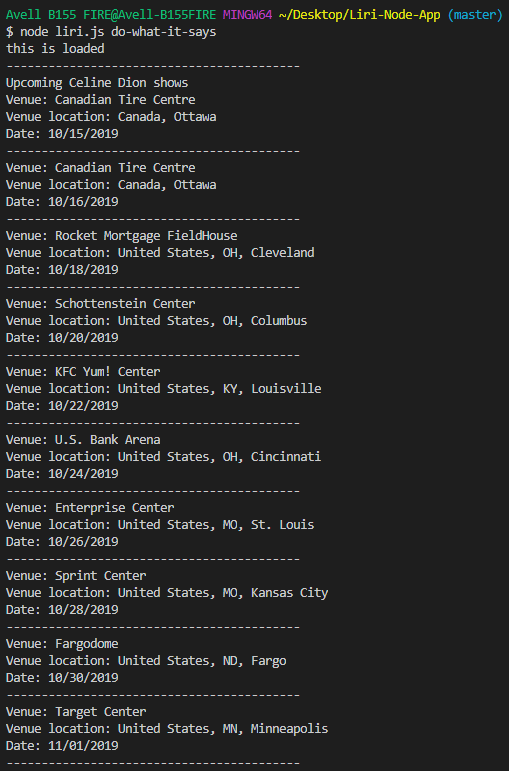 Avell B155 FIRE@Avell-B155FIRE MINGW64 ~/Desktop/Liri-Node-App (master)
$ node liri.js do-what-it-says
this is loaded
------------------------------------------
Upcoming Celine Dion shows
Venue: Canadian Tire Centre
Venue location: Canada, Ottawa
Date: 10/15/2019
------------------------------------------
Venue: Canadian Tire Centre
Venue location: Canada, Ottawa
Date: 10/16/2019
------------------------------------------
Venue: Rocket Mortgage FieldHouse
Venue location: United States, OH, Cleveland
Date: 10/18/2019
------------------------------------------
Venue: Schottenstein Center
Venue location: United States, OH, Columbus
Date: 10/20/2019
------------------------------------------
Venue: KFC Yum! Center
Venue location: United States, KY, Louisville
Date: 10/22/2019
------------------------------------------
Venue: U.S. Bank Arena
Venue location: United States, OH, Cincinnati
Date: 10/24/2019
------------------------------------------
Venue: Enterprise Center
Venue location: United States, MO, St. Louis
Date: 10/26/2019
------------------------------------------
Venue: Sprint Center
Venue location: United States, MO, Kansas City
Date: 10/28/2019
------------------------------------------
Venue: Fargodome
Venue location: United States, ND, Fargo
Date: 10/30/2019
------------------------------------------
Venue: Target Center
Venue location: United States, MN, Minneapolis
Date: 11/01/2019
------------------------------------------